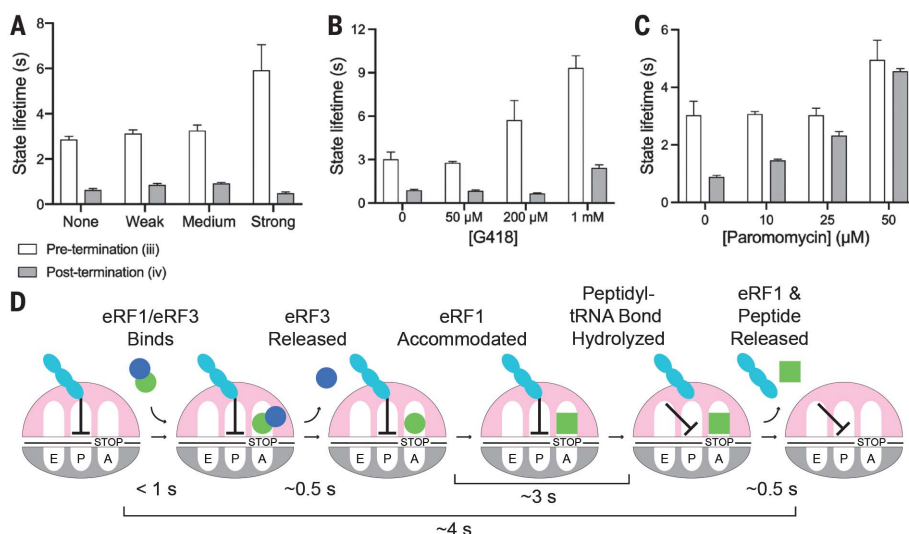 A
State lifetime (s)
8
6
4
2
0
None Weak Medium Strong
Pre-termination (iii)
Post-termination (iv)
B
State lifetime (s)
12
9
6
3
0
0 50 μM 200 μM 1 mM
[G418]
C
State lifetime (s)
6
4
2
0
0 10 25 50
[Paromomycin] (μM)
D
eRF1/eRF3
Binds
eRF3
Released
eRF1
Accommodated
Peptidyl-
tRNA Bond
Hydrolyzed
eRF1 &
Peptide
Released
STOP STOP STOP STOP STOP STOP
E P A E P A E P A E P A E P A E P A
< 1 s ~0.5 s ~3 s ~0.5 s
~4 s